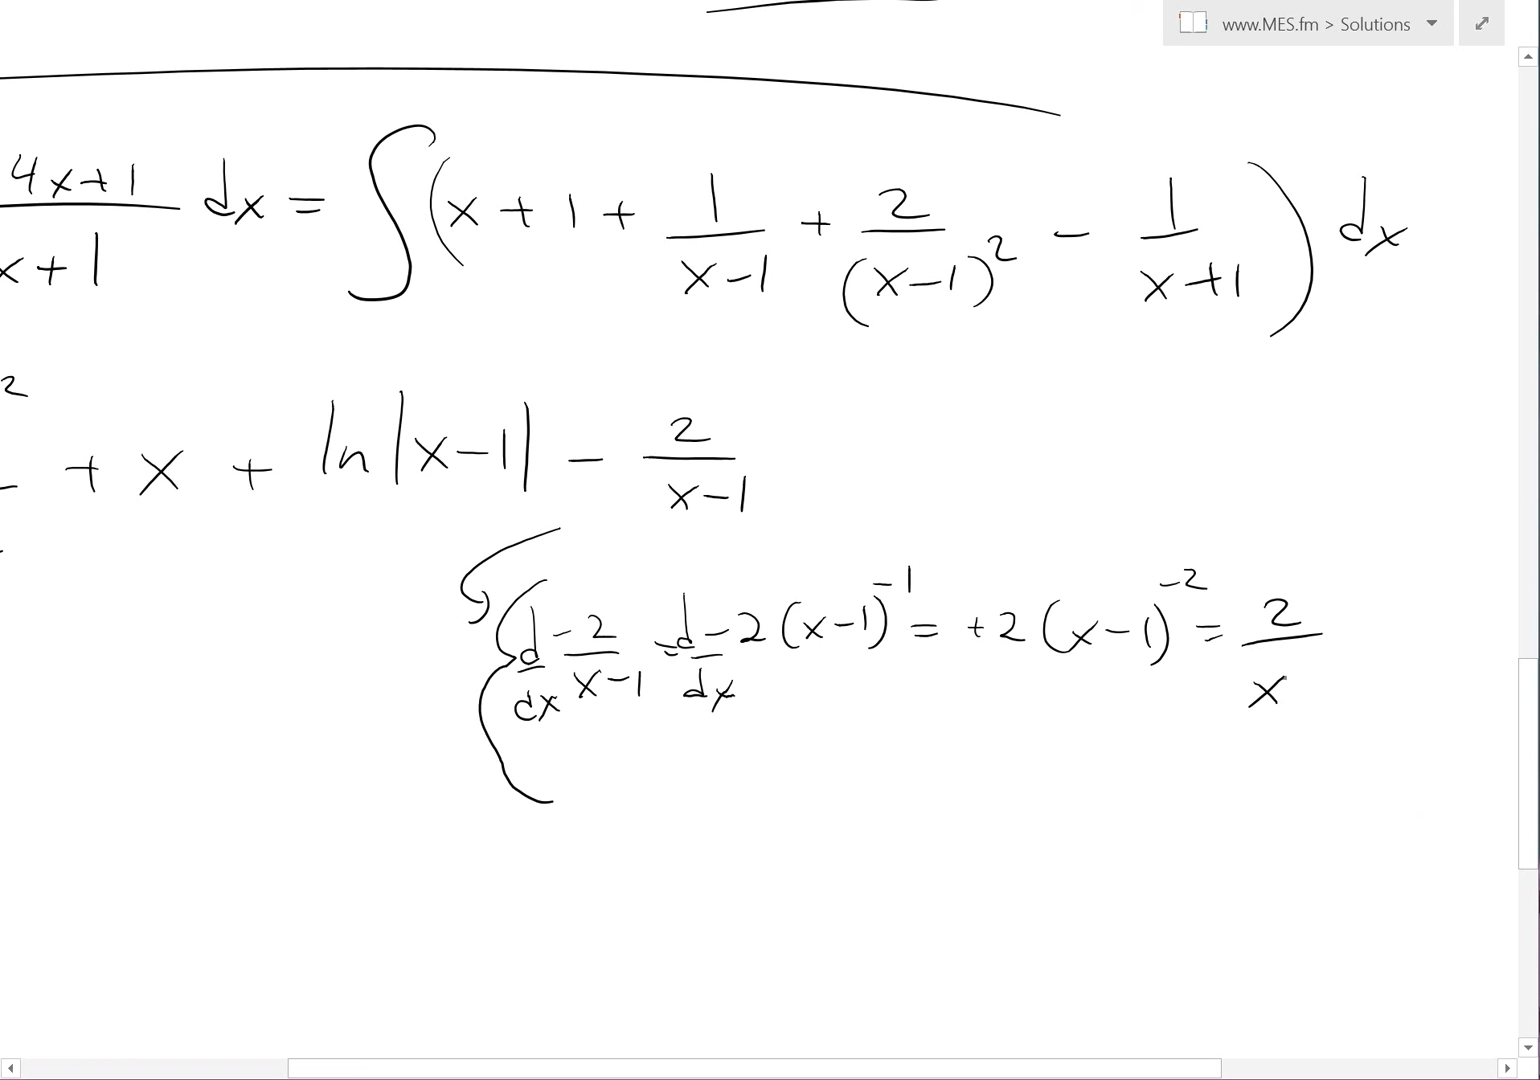 www.MES.fm > Solutions
4x+1 / x+1 dx = ∫(x + 1 + 1/(x-1) + 2/(x-1)² - 1/(x+1)) dx
2
+ x + ln|x-1| - 2/(x-1)
d/dx -2/(x-1) = d/dx -2(x-1)⁻¹ = +2(x-1)⁻² = 2/x